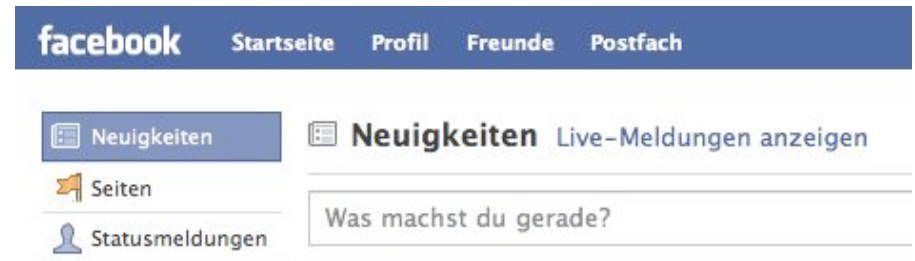 facebook Startseite Profil Freunde Postfach
Neuigkeiten
Seiten
Statusmeldungen
Neuigkeiten Live-Meldungen anzeigen
Was machst du gerade?